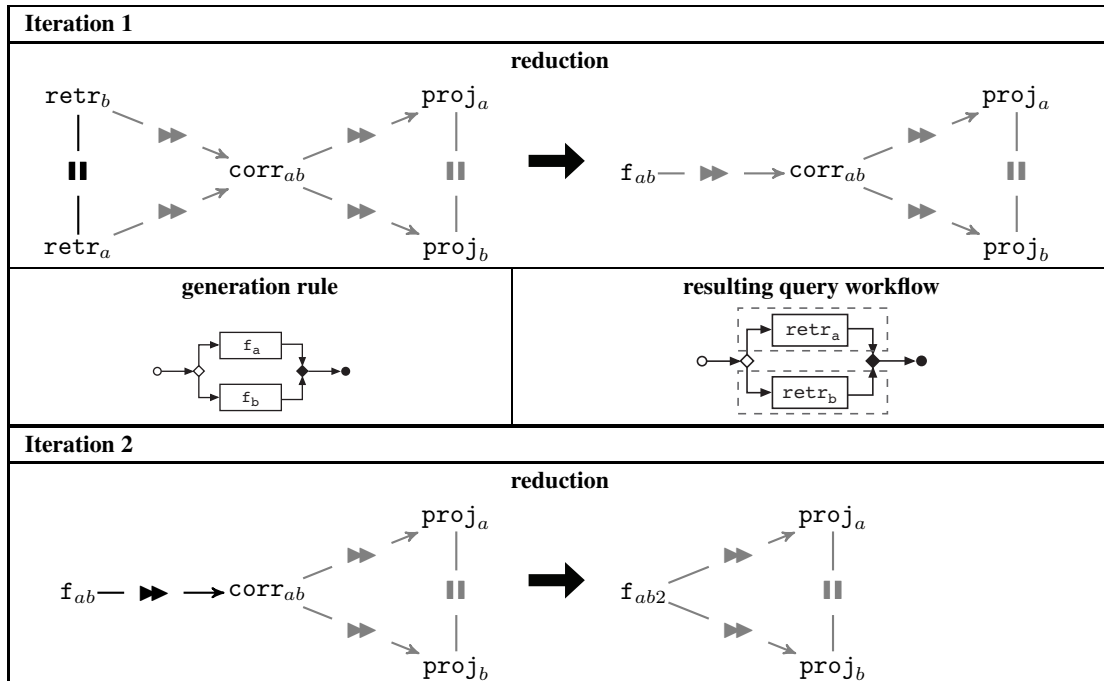 Iteration 1
reduction
retr_b proj_a proj_a
corr_ab f_ab corr_ab
retr_a proj_b proj_b
generation rule resulting query workflow
f_a retr_a
f_b retr_b
Iteration 2
reduction
proj_a proj_a
f_ab corr_ab f_ab2
proj_b proj_b